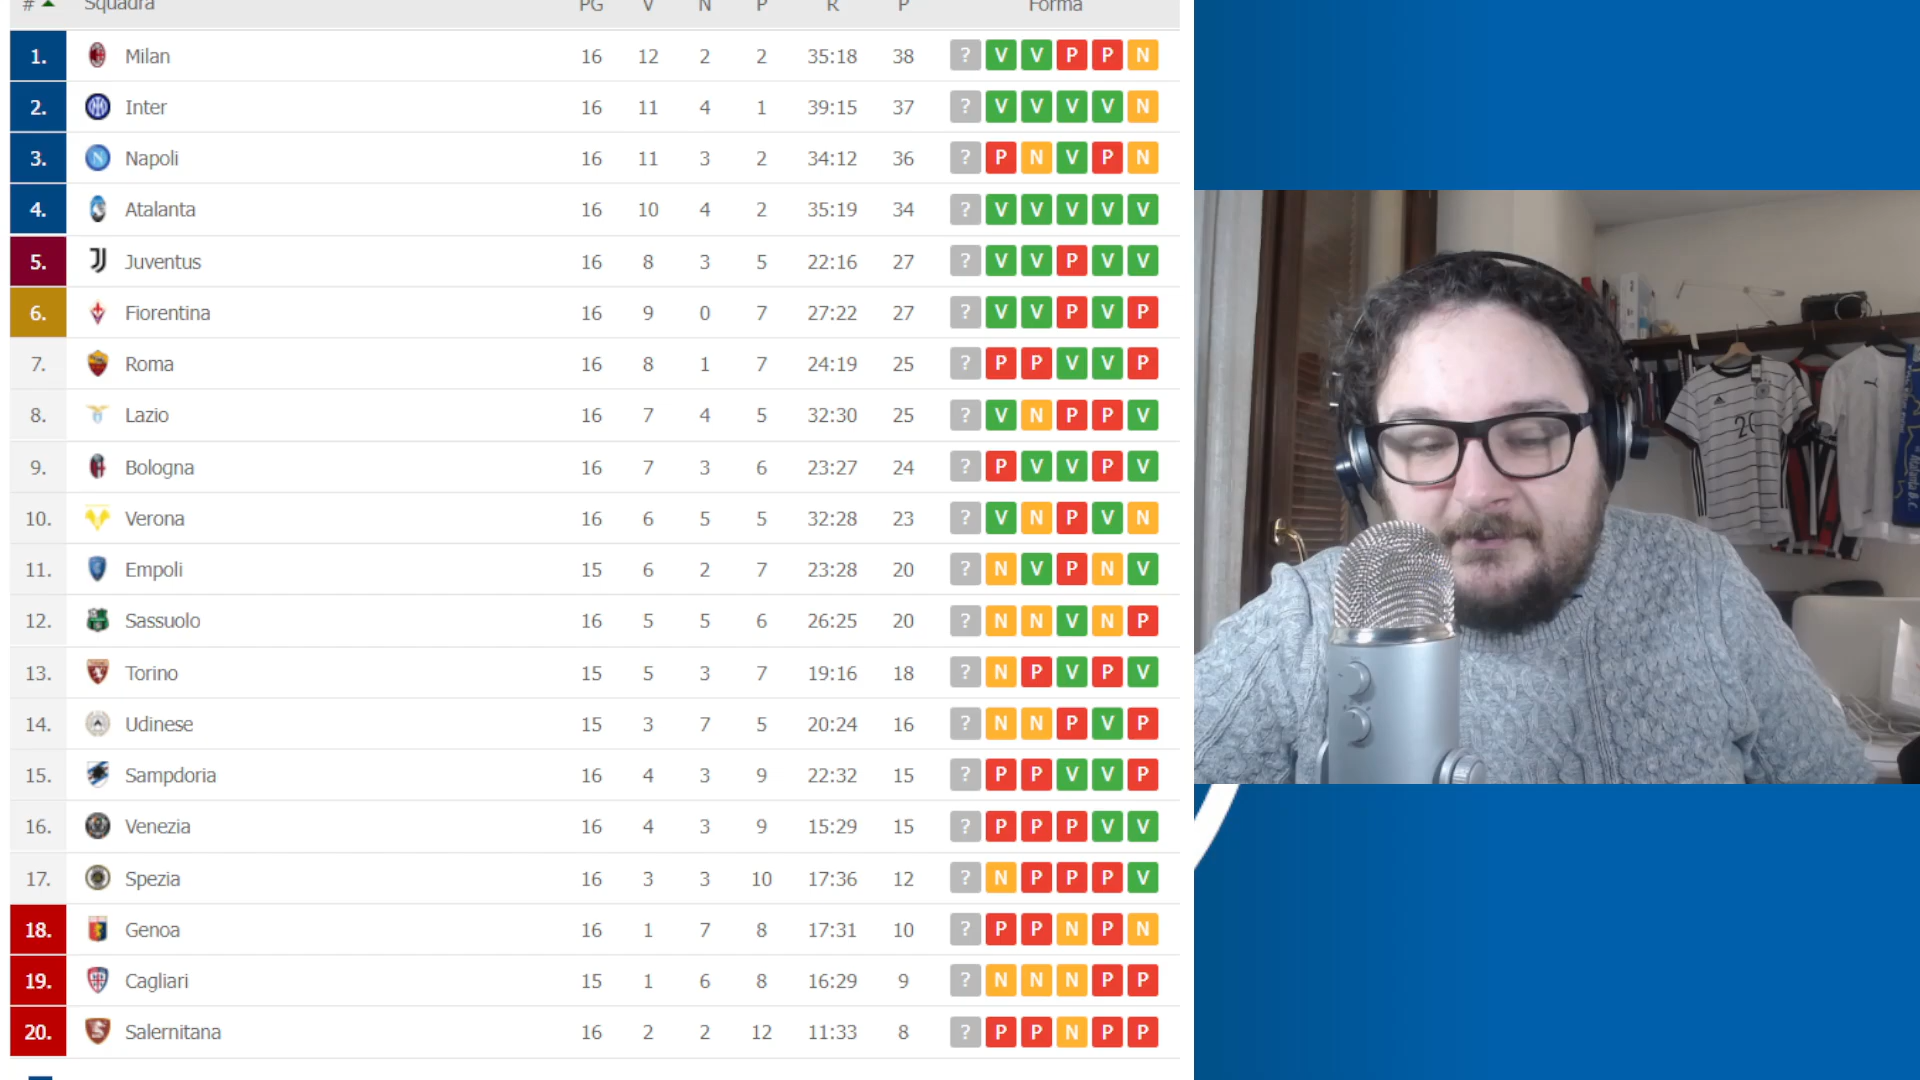 # Squadra PG V N P R P Forma
1. Milan 16 12 2 2 35:18 38 ? V V P P N
2. Inter 16 11 4 1 39:15 37 ? V V V V N
3. Napoli 16 11 3 2 34:12 36 ? P N V P N
4. Atalanta 16 10 4 2 35:19 34 ? V V V V V
5. Juventus 16 8 3 5 22:16 27 ? V V P V V
6. Fiorentina 16 9 0 7 27:22 27 ? V V P V P
7. Roma 16 8 1 7 24:19 25 ? P P V V P
8. Lazio 16 7 4 5 32:30 25 ? V N P P V
9. Bologna 16 7 3 6 23:27 24 ? P V V P V
10. Verona 16 6 5 5 32:28 23 ? V N P V N
11. Empoli 15 6 2 7 23:28 20 ? N V P N V
12. Sassuolo 16 5 5 6 26:25 20 ? N N V N P
13. Torino 15 5 3 7 19:16 18 ? N P V P V
14. Udinese 15 3 7 5 20:24 16 ? N N P V P
15. Sampdoria 16 4 3 9 22:32 15 ? P P V V P
16. Venezia 16 4 3 9 15:29 15 ? P P P V V
17. Spezia 16 3 3 10 17:36 12 ? N P P P V
18. Genoa 16 1 7 8 17:31 10 ? P P N P N
19. Cagliari 15 1 6 8 16:29 9 ? N N N P P
20. Salernitana 16 2 2 12 11:33 8 ? P P N P P